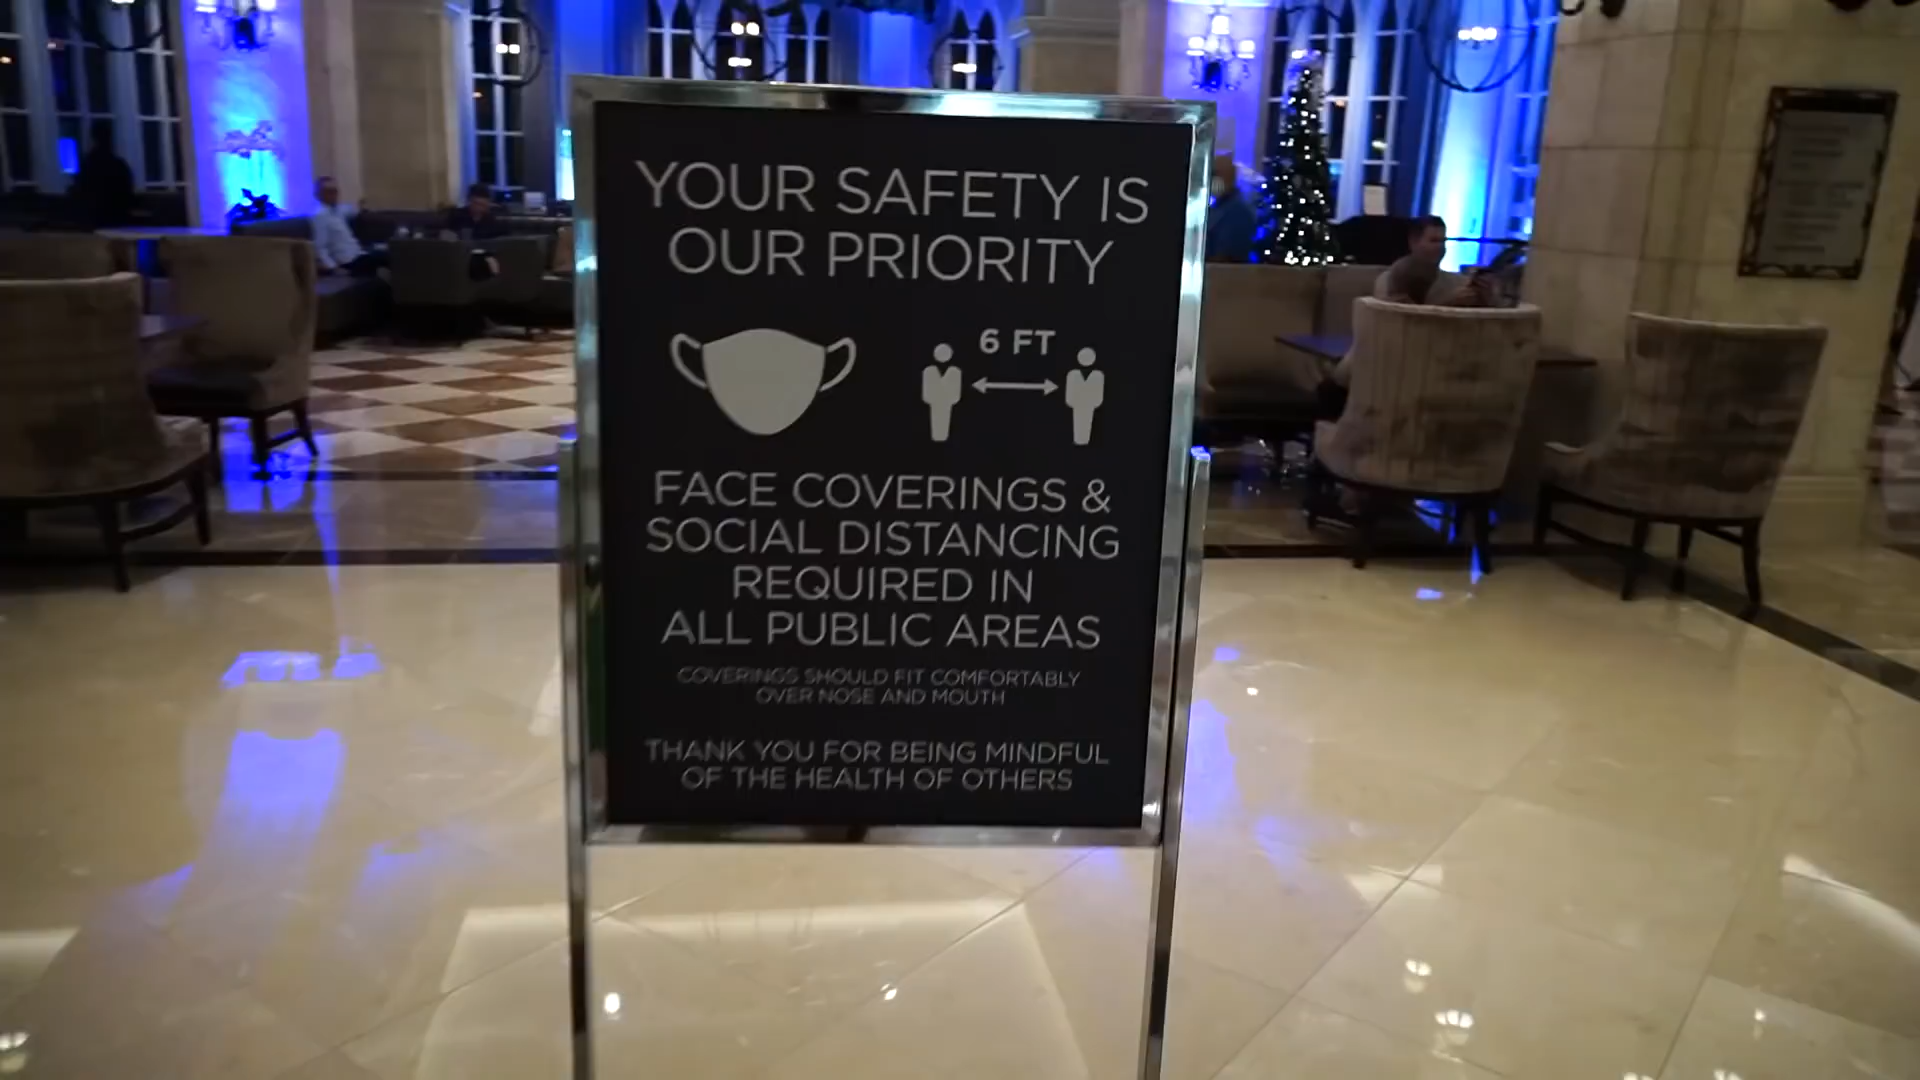 YOUR SAFETY IS
OUR PRIORITY
6 FT
FACE COVERINGS &
SOCIAL DISTANCING
REQUIRED IN
ALL PUBLIC AREAS
COVERINGS SHOULD FIT COMFORTABLY
OVER NOSE AND MOUTH
THANK YOU FOR BEING MINDFUL
OF THE HEALTH OF OTHERS